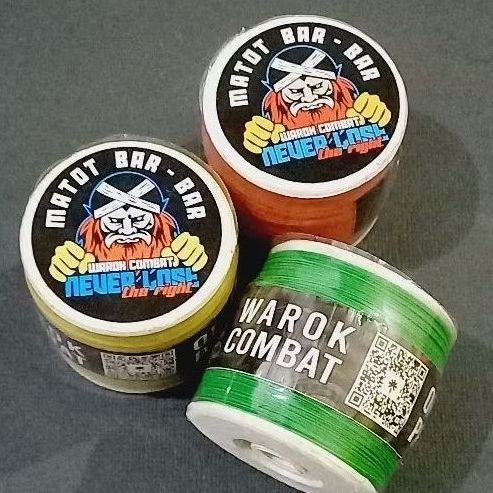 MATOT BAR - BAR
WAROK COMBAT
NEVER LOSE
the fight
MATOT BAR - BAR
WAROK COMBAT
NEVER LOSE
the fight
WAROK
COMBAT